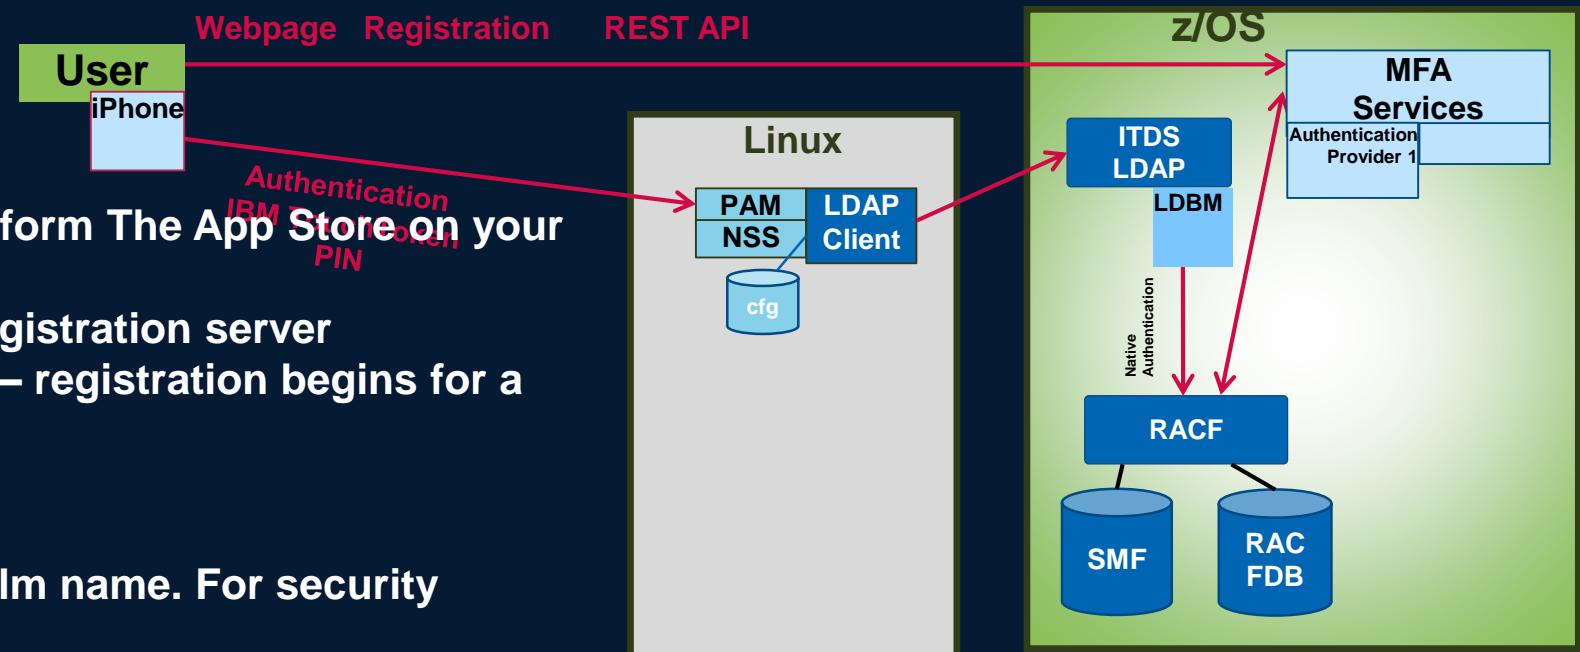 Webpage Registration REST API
User
iPhone
Authentication
IBM TouchToken
PIN
form The App Store on your
gistration server
– registration begins for a
lm name. For security
Linux
PAM
NSS
LDAP
Client
cfg
z/OS
MFA
Services
Authentication
Provider 1
ITDS
LDAP
LDBM
Native
Authentication
RACF
SMF
RAC
FDB